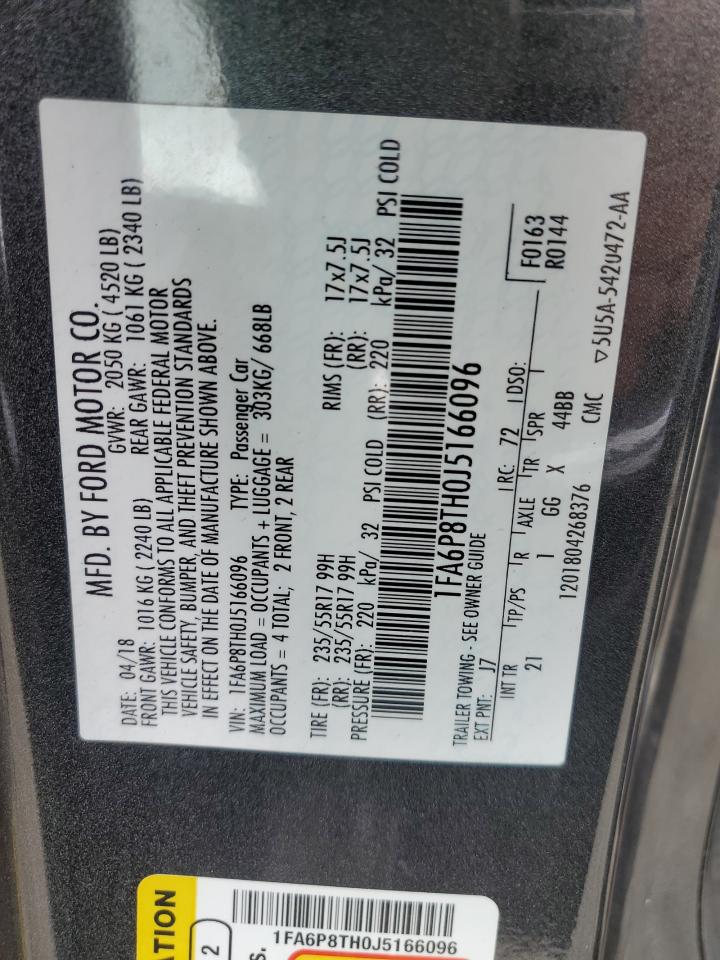 MFD. BY FORD MOTOR CO.
DATE: 04/18 GVWR: 2050 KG ( 4520 LB)
FRONT GAWR: 1016 KG ( 2240 LB) REAR GAWR: 1061 KG ( 2340 LB)
THIS VEHICLE CONFORMS TO ALL APPLICABLE FEDERAL MOTOR
VEHICLE SAFETY, BUMPER, AND THEFT PREVENTION STANDARDS
IN EFFECT ON THE DATE OF MANUFACTURE SHOWN ABOVE.
VIN: 1FA6P8TH0J5166096 TYPE: Passenger Car
MAXIMUM LOAD = OCCUPANTS + LUGGAGE = 303KG/ 668LB
OCCUPANTS = 4 TOTAL; 2 FRONT, 2 REAR
TIRE (FR): 235/55R17 99H RIMS (FR): 17x7.5J
(RR): 235/55R17 99H (RR): 17x7.5J
PRESSURE (FR): 220 kPa/ 32 PSI COLD (RR): 220 kPa/ 32 PSI COLD
1FA6P8TH0J5166096
TRAILER TOWING - SEE OWNER GUIDE
EXT PNT: J7 RC: 72 DSO: F0163
R0144
INT TR TP/PS R AXLE TR SPR
21 1 GG X 44BB
1201804268376 CMC
▽5U5A-5420472-AA
ATION
2
s.
1FA6P8TH0J5166096